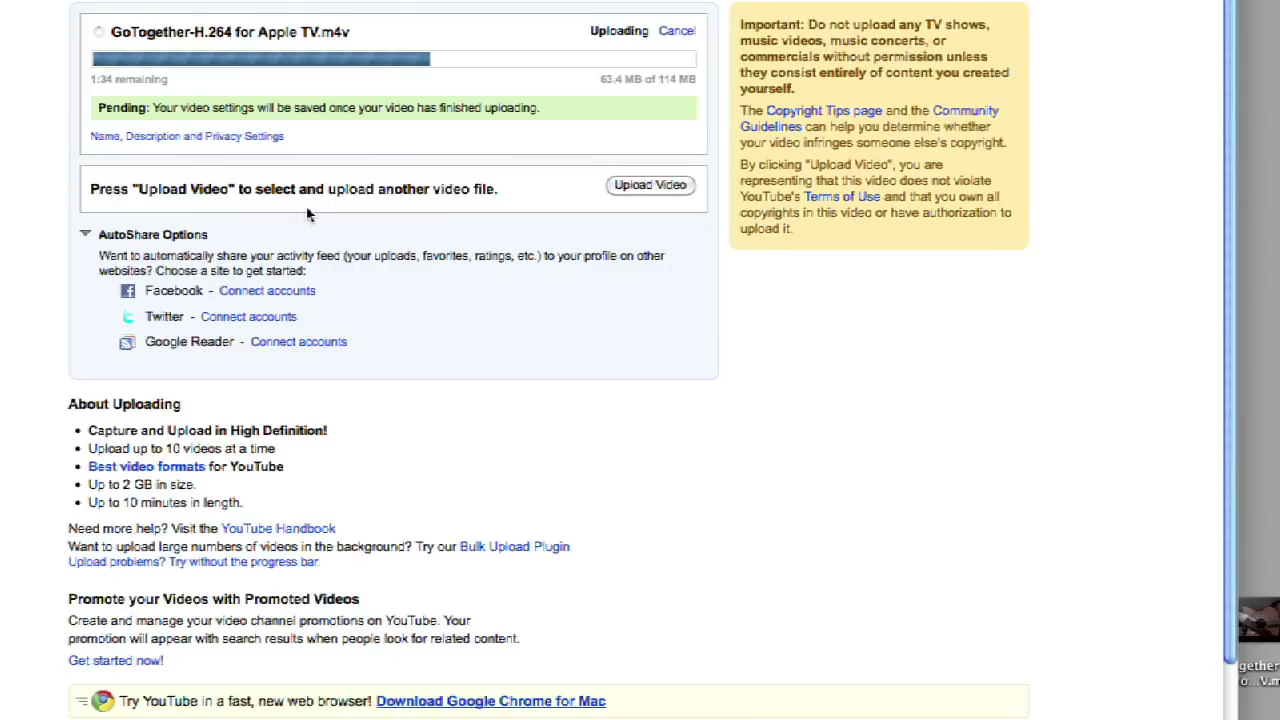 GoTogether-H.264 for Apple TV.m4v
Uploading Cancel
1:34 remaining
63.4 MB of 114 MB
Pending: Your video settings will be saved once your video has finished uploading.
Name, Description and Privacy Settings
Press "Upload Video" to select and upload another video file.
Upload Video
AutoShare Options
Want to automatically share your activity feed (your uploads, favorites, ratings, etc.) to your profile on other
websites? Choose a site to get started:
Facebook - Connect accounts
Twitter - Connect accounts
Google Reader - Connect accounts
Important: Do not upload any TV shows,
music videos, music concerts, or
commercials without permission unless
they consist entirely of content you created
yourself.
The Copyright Tips page and the Community
Guidelines can help you determine whether
your video infringes someone else's copyright.
By clicking "Upload Video", you are
representing that this video does not violate
YouTube's Terms of Use and that you own all
copyrights in this video or have authorization to
upload it.
About Uploading
• Capture and Upload in High Definition!
• Upload up to 10 videos at a time
• Best video formats for YouTube
• Up to 2 GB in size.
• Up to 10 minutes in length.
Need more help? Visit the YouTube Handbook
Want to upload large numbers of videos in the background? Try our Bulk Upload Plugin
Upload problems? Try without the progress bar.
Promote your Videos with Promoted Videos
Create and manage your video channel promotions on YouTube. Your
promotion will appear with search results when people look for related content.
Get started now!
Try YouTube in a fast, new web browser! Download Google Chrome for Mac
gether